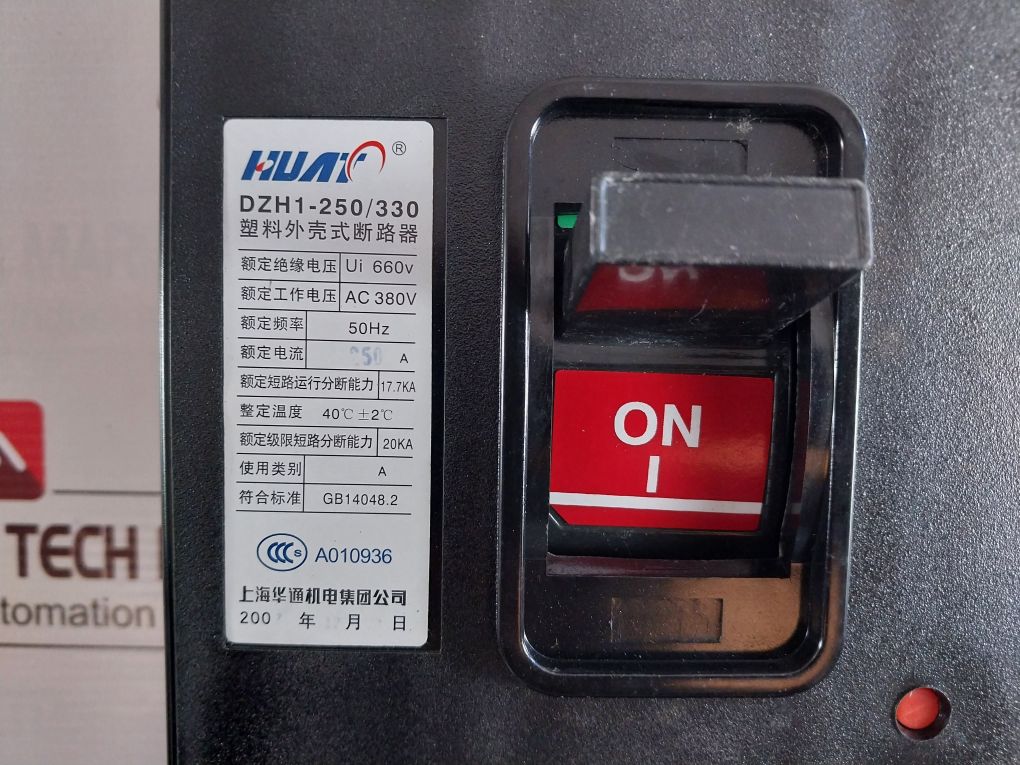 HUAT®
DZH1-250/330
塑料外壳式断路器
额定绝缘电压 Ui 660v
额定工作电压 AC 380V
额定频率 50Hz
额定电流 250 A
额定短路运行分断能力 17.7KA
整定温度 40℃ ±2℃
额定级限短路分断能力 20KA
使用类别 A
符合标准 GB14048.2
CCC S A010936
上海华通机电集团公司
200 年 月 日
ON
ON
I
TECH
tomation